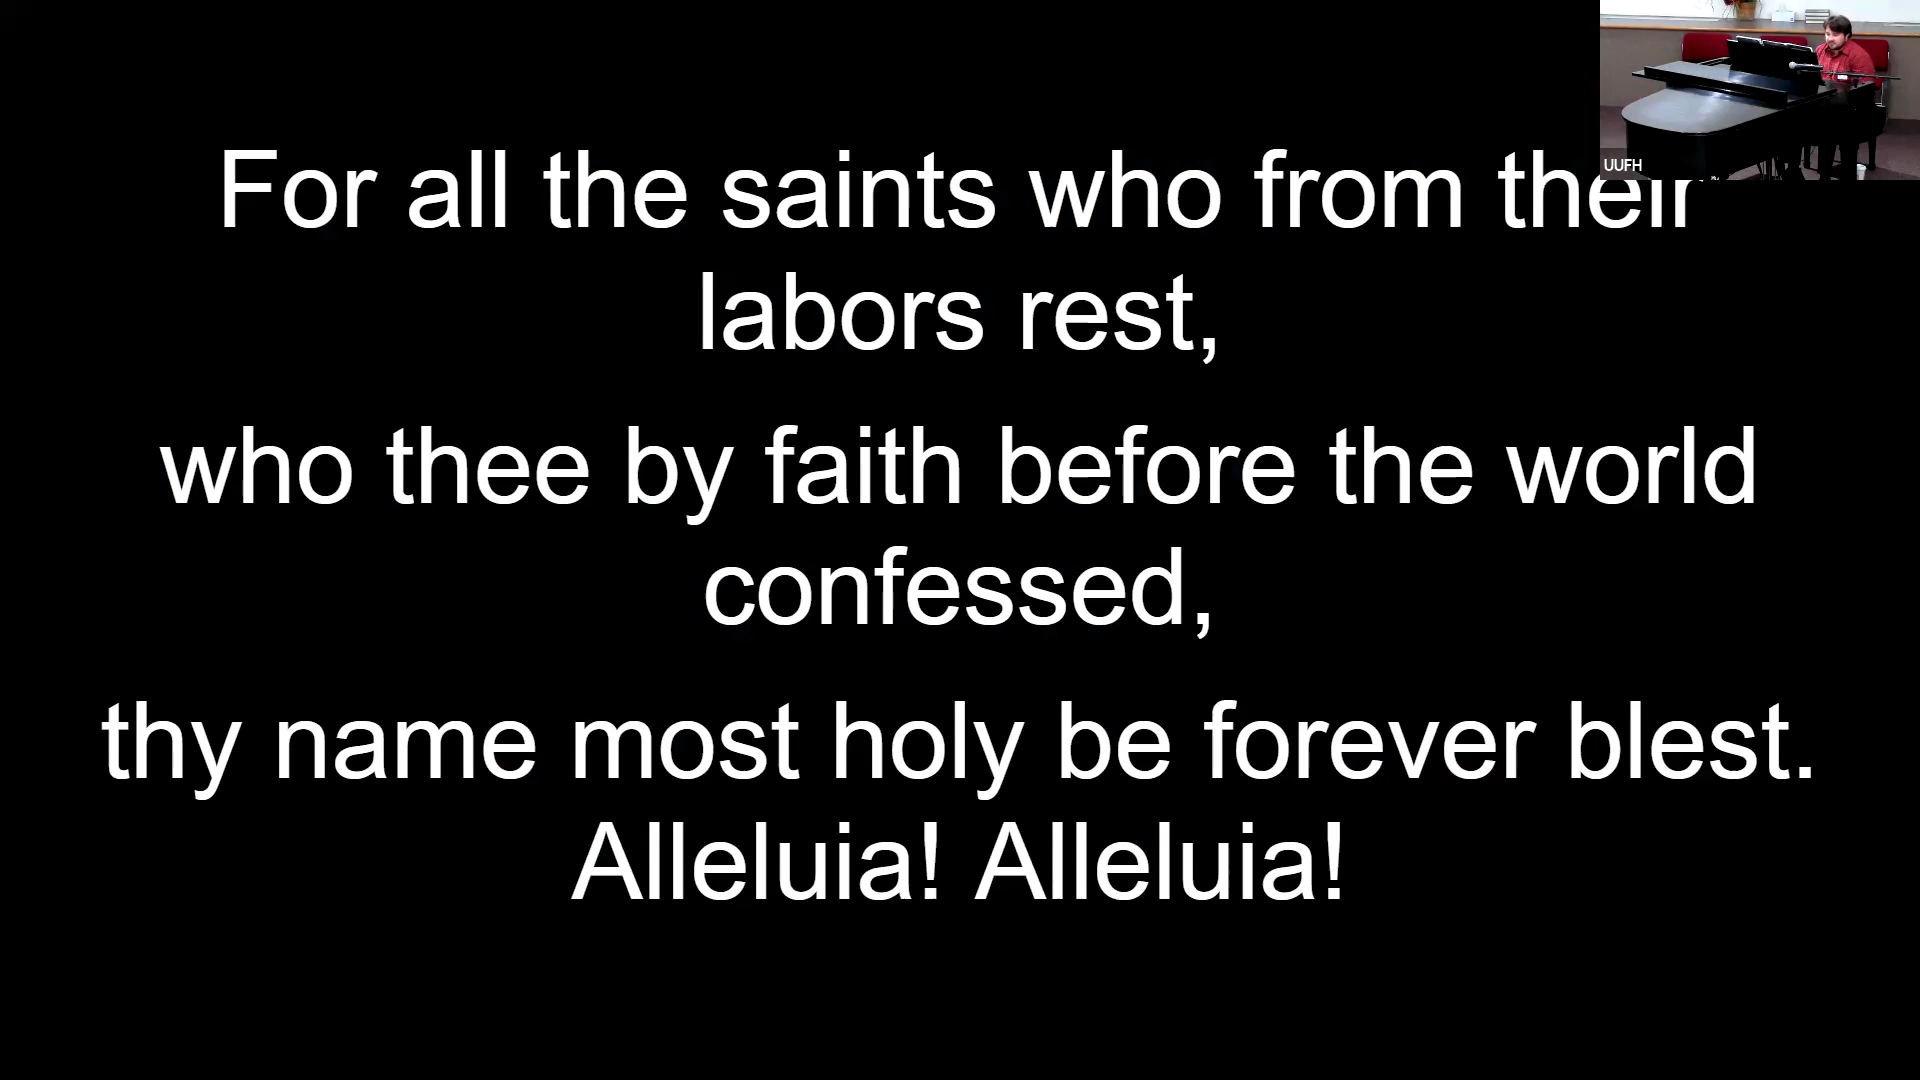 For all the saints who from their
labors rest,
who thee by faith before the world
confessed,
thy name most holy be forever blest.
Alleluia! Alleluia!
UUFH